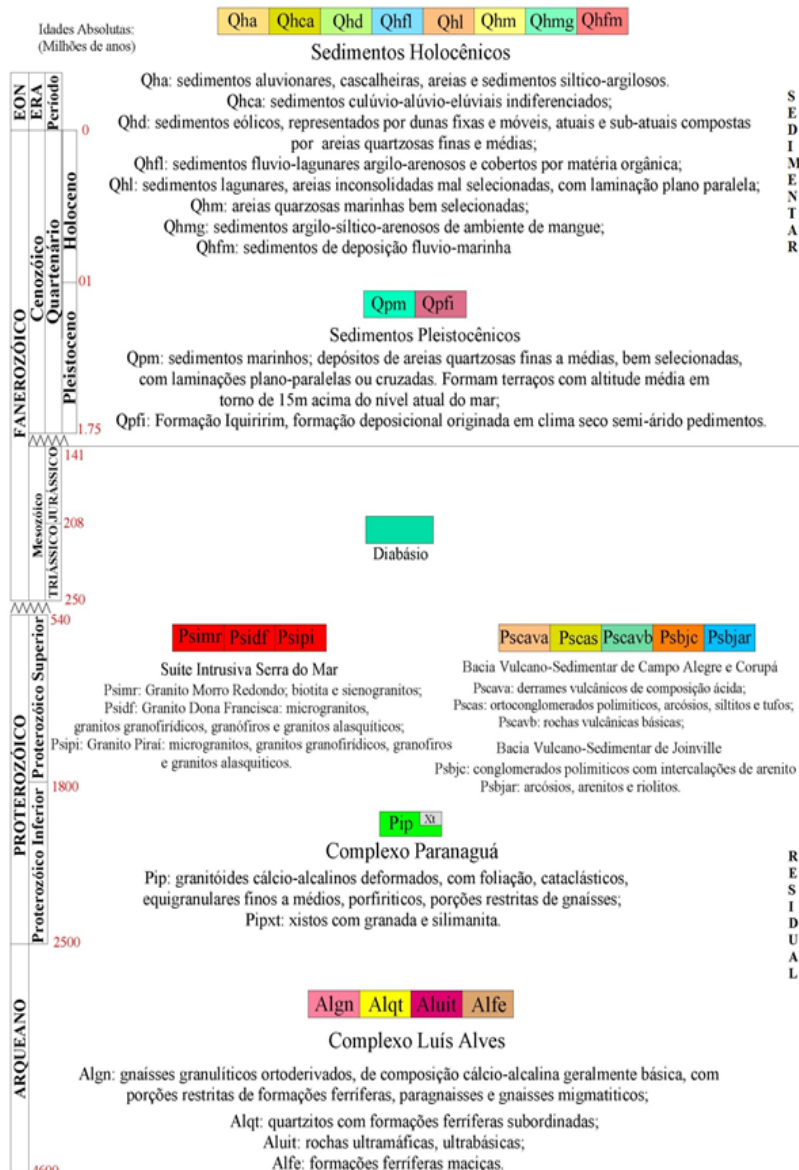 Idades Absolutas:
(Milhões de anos)
Qha Qhca Qhd Qhfl Qhl Qhm Qhmg Qhfm
Sedimentos Holocênicos
Qha: sedimentos aluvionares, cascalheiras, areias e sedimentos siltico-argilosos.
Qhca: sedimentos culúvio-alúvio-elúviais indiferenciados;
Qhd: sedimentos eólicos, representados por dunas fixas e móveis, atuais e sub-atuais compostas
por areias quartzosas finas e médias;
Qhfl: sedimentos fluvio-lagunares argilo-arenosos e cobertos por matéria orgânica;
Qhl: sedimentos lagunares, areias inconsolidadas mal selecionadas, com laminação plano paralela;
Qhm: areias quarzosas marinhas bem selecionadas;
Qhmg: sedimentos argilo-síltico-arenosos de ambiente de mangue;
Qhfm: sedimentos de deposição fluvio-marinha
SEDIMENTAR
EON
ERA
Período
0
FANEROZÓICO
Cenozóico
Quartenário
Holoceno
01
Pleistoceno
1.75
Qpm Qpfi
Sedimentos Pleistocênicos
Qpm: sedimentos marinhos; depósitos de areias quartzosas finas a médias, bem selecionadas,
com laminações plano-paralelas ou cruzadas. Formam terraços com altitude média em
torno de 15m acima do nível atual do mar;
Qpfi: Formação Iquiririm, formação deposicional originada em clima seco semi-árido pedimentos.
141
Mesozóico
TRIÁSSICO JURÁSSICO
208
250
Diabásio
540
PROTEROZÓICO
Proterozóico Superior
Psimr Psidf Psipi
Suíte Intrusiva Serra do Mar
Psimr: Granito Morro Redondo; biotita e sienogranitos;
Psidf: Granito Dona Francisca: microgranitos,
granitos granofirídicos, granófiros e granitos alasquíticos;
Psipi: Granito Piraí: microgranitos, granitos granofirídicos, granofiros
e granitos alasquiticos.
Pscava Pscas Pscavb Psbjc Psbjar
Bacia Vulcano-Sedimentar de Campo Alegre e Corupá
Pscava: derrames vulcânicos de composição ácida;
Pscas: ortoconglomerados polimiticos, arcósios, siltitos e tufos;
Pscavb: rochas vulcânicas básicas;
Bacia Vulcano-Sedimentar de Joinville
Psbjc: conglomerados polimiticos com intercalações de arenito
Psbjar: arcósios, arenitos e riolitos.
1800
Proterozóico Inferior
Pip Xt
Complexo Paranaguá
Pip: granitóides cálcio-alcalinos deformados, com foliação, cataclásticos,
equigranulares finos a médios, porfiriticos, porções restritas de gnaísses;
Pipxt: xistos com granada e silimanita.
RESIDUAL
2500
ARQUEANO
Algn Alqt Aluit Alfe
Complexo Luís Alves
Algn: gnaísses granulíticos ortoderivados, de composição cálcio-alcalina geralmente básica, com
porções restritas de formações ferríferas, paragnaisses e gnaisses migmatiticos;
Alqt: quartzitos com formações ferríferas subordinadas;
Aluit: rochas ultramáficas, ultrabásicas;
Alfe: formações ferríferas maciças.
4600